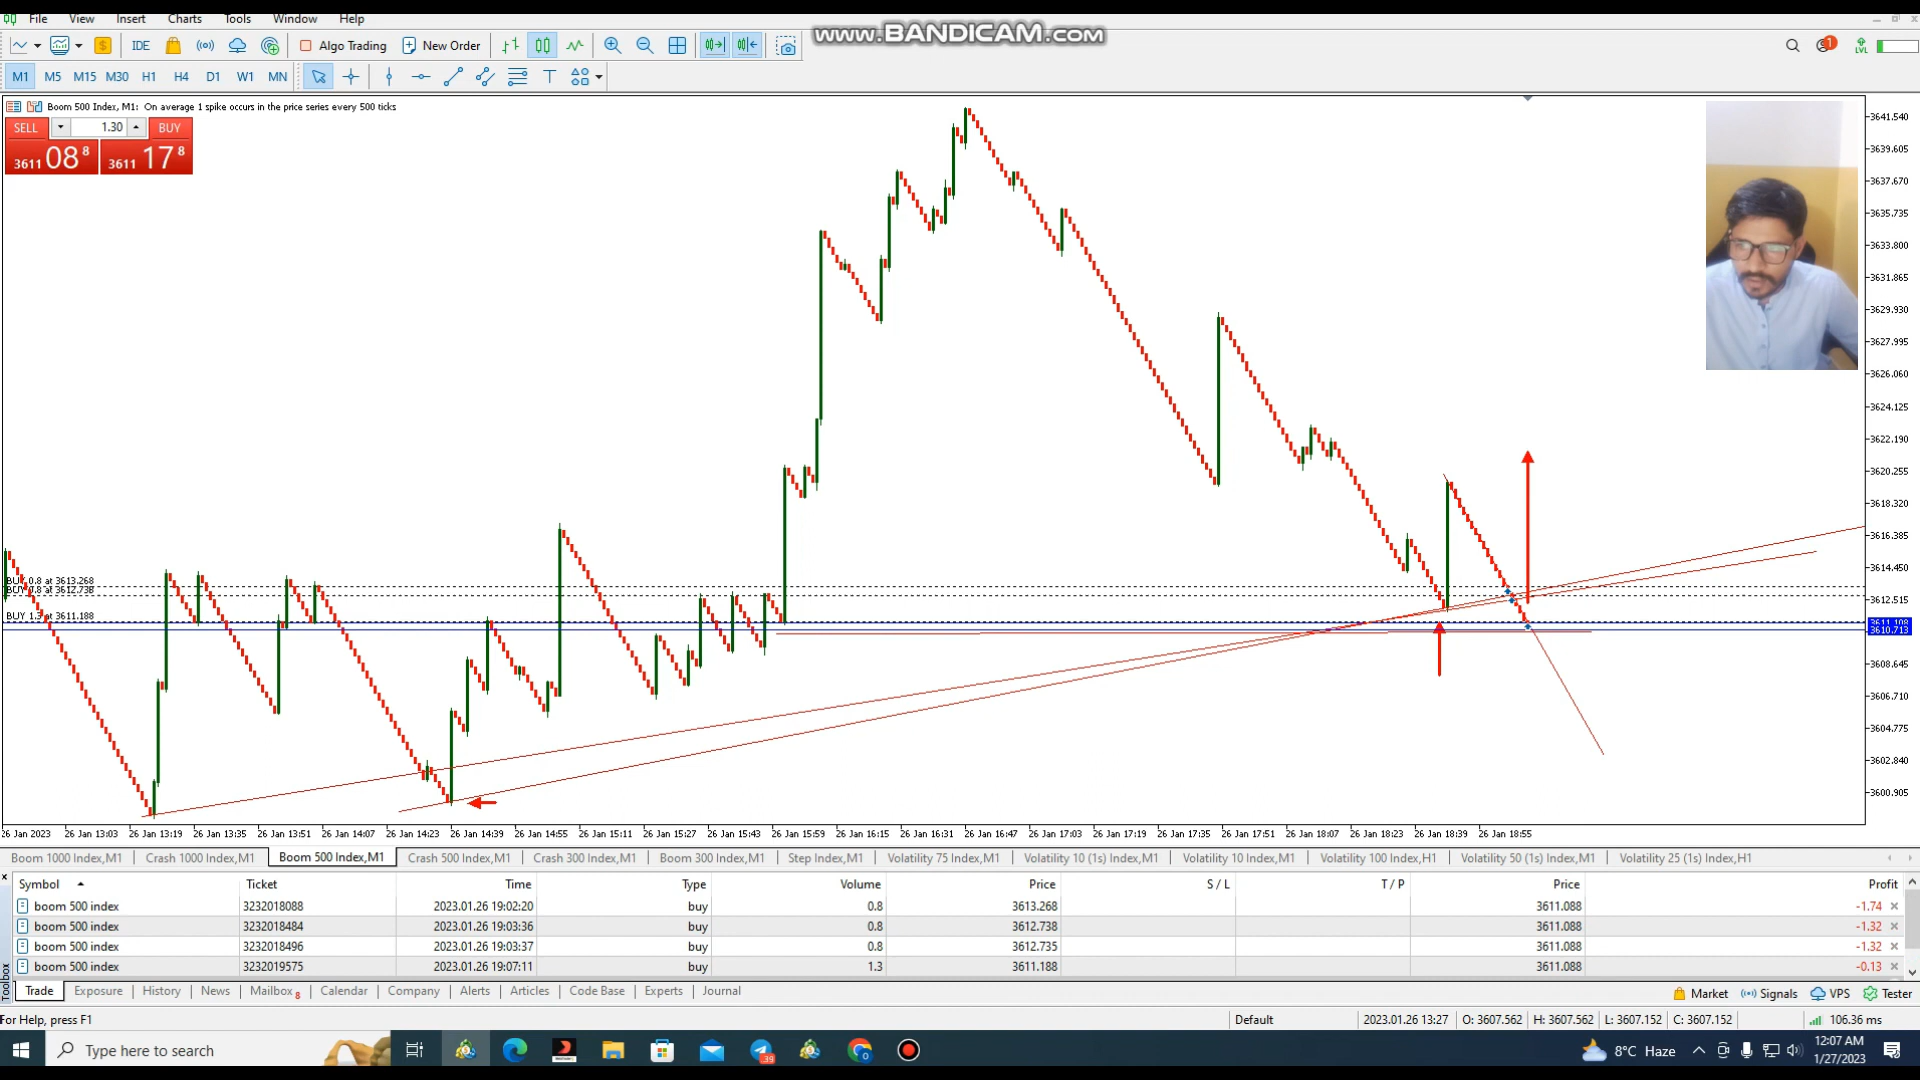 File View Insert Charts Tools Window Help
www.BANDICAM.com
IDE Algo Trading New Order LVL
M1 M5 M15 M30 H1 H4 D1 W1 MN
Boom 500 Index, M1: On average 1 spike occurs in the price series every 500 ticks
SELL 1.30 BUY
3611 08 8 3611 17 8
3641.540
3639.605
3637.670
3635.735
3633.800
3631.865
3629.930
3627.995
3626.060
3624.125
3622.190
3620.255
3618.320
3616.385
3614.450
3612.515
3611.108
3610.713
3608.645
3606.710
3604.775
3602.840
3600.905
BUY 0.8 at 3613.268
BUY 0.8 at 3612.738
BUY 1.3 at 3611.188
26 Jan 2023 26 Jan 13:03 26 Jan 13:19 26 Jan 13:35 26 Jan 13:51 26 Jan 14:07 26 Jan 14:23 26 Jan 14:39 26 Jan 14:55 26 Jan 15:11 26 Jan 15:27 26 Jan 15:43 26 Jan 15:59 26 Jan 16:15 26 Jan 16:31 26 Jan 16:47 26 Jan 17:03 26 Jan 17:19 26 Jan 17:35 26 Jan 17:51 26 Jan 18:07 26 Jan 18:23 26 Jan 18:39 26 Jan 18:55
Boom 1000 Index,M1 Crash 1000 Index,M1 Boom 500 Index,M1 Crash 500 Index,M1 Crash 300 Index,M1 Boom 300 Index,M1 Step Index,M1 Volatility 75 Index,M1 Volatility 10 (1s) Index,M1 Volatility 10 Index,M1 Volatility 100 Index,H1 Volatility 50 (1s) Index,M1 Volatility 25 (1s) Index,H1
Symbol Ticket Time Type Volume Price S / L T / P Price Profit
boom 500 index 3232018088 2023.01.26 19:02:20 buy 0.8 3613.268 3611.088 -1.74
boom 500 index 3232018484 2023.01.26 19:03:36 buy 0.8 3612.738 3611.088 -1.32
boom 500 index 3232018496 2023.01.26 19:03:37 buy 0.8 3612.735 3611.088 -1.32
boom 500 index 3232019575 2023.01.26 19:07:11 buy 1.3 3611.188 3611.088 -0.13
Toolbox
Trade Exposure History News Mailbox 8 Calendar Company Alerts Articles Code Base Experts Journal Market Signals VPS Tester
For Help, press F1 Default 2023.01.26 13:27 O: 3607.562 H: 3607.562 L: 3607.152 C: 3607.152 106.36 ms
Type here to search 39 8°C Haze 12:07 AM
1/27/2023